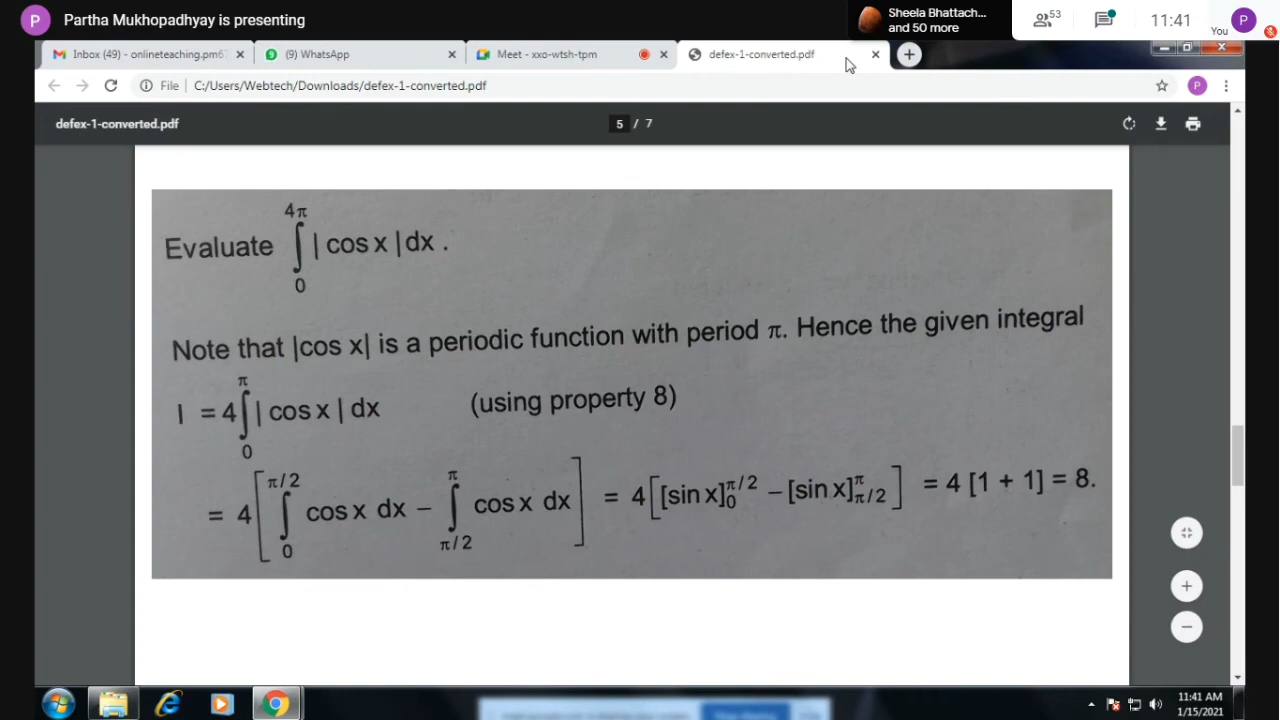 P Partha Mukhopadhyay is presenting
Sheela Bhattach...
and 50 more
53
11:41
You
P
Inbox (49) - onlineteaching.pm67
(9) WhatsApp
Meet - xxo-wtsh-tpm
defex-1-converted.pdf
File C:/Users/Webtech/Downloads/defex-1-converted.pdf
P
defex-1-converted.pdf 5 / 7
Evaluate ∫₀^{4π} | cos x | dx .
Note that |cos x| is a periodic function with period π. Hence the given integral
I = 4 ∫₀^{π} | cos x | dx (using property 8)
= 4 [ ∫₀^{π/2} cos x dx − ∫_{π/2}^{π} cos x dx ] = 4 [ [sin x]₀^{π/2} − [sin x]_{π/2}^{π} ] = 4 [1 + 1] = 8.
11:41 AM
1/15/2021